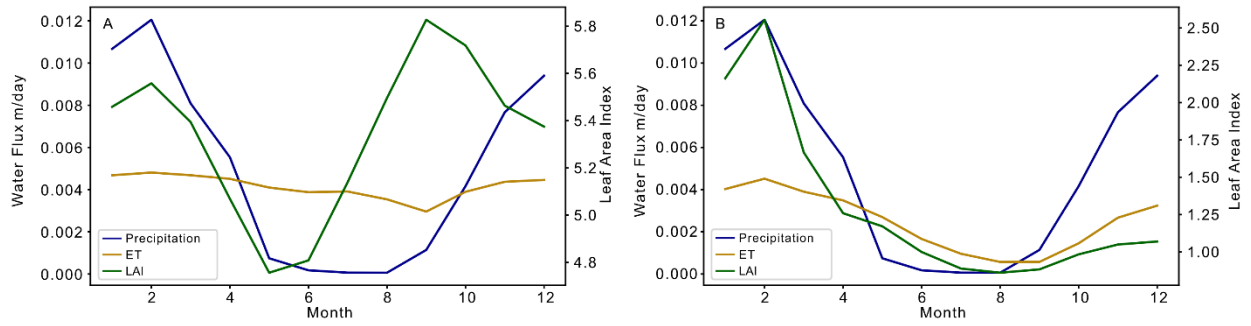 A
Water Flux m/day
0.012
0.010
0.008
0.006
0.004
0.002
0.000
Precipitation
ET
LAI
2
4
6
8
10
12
Month
5.8
5.6
5.4
5.2
5.0
4.8
Leaf Area Index
B
Water Flux m/day
0.012
0.010
0.008
0.006
0.004
0.002
0.000
Precipitation
ET
LAI
2
4
6
8
10
12
Month
2.50
2.25
2.00
1.75
1.50
1.25
1.00
Leaf Area Index